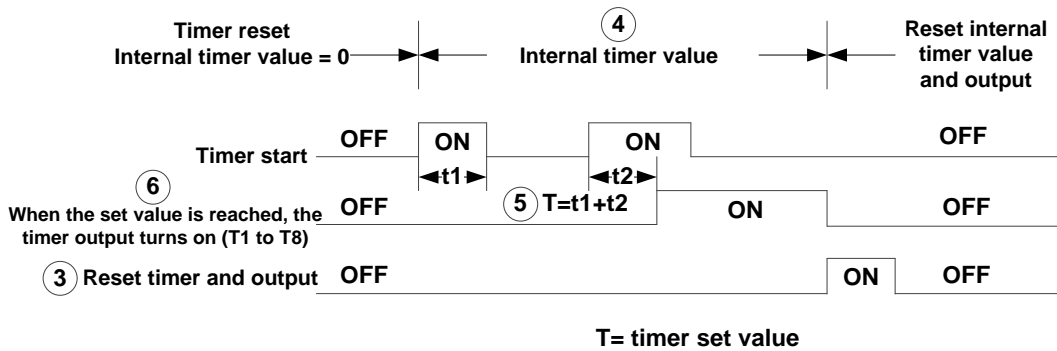 Timer reset
Internal timer value = 0
4
Internal timer value
Reset internal
timer value
and output
Timer start
OFF
ON
ON
OFF
t1
t2
6
When the set value is reached, the
timer output turns on (T1 to T8)
OFF
5 T=t1+t2
ON
OFF
3 Reset timer and output
OFF
ON
OFF
T= timer set value